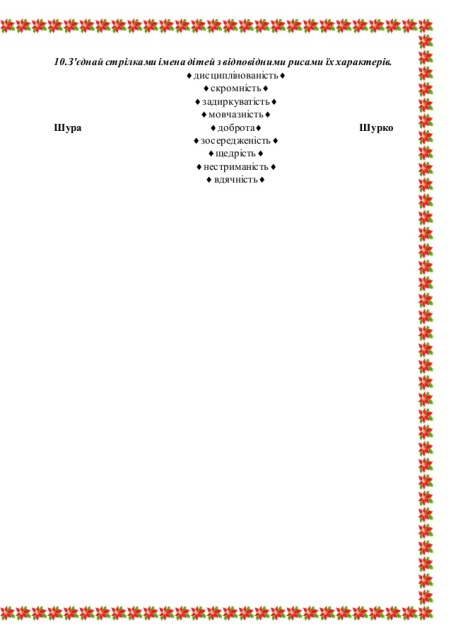 10.З'єднай стрілками імена дітей з відповідними рисами їх характерів.
♦ дисциплінованість ♦
♦ скромність ♦
♦ задиркуватість ♦
♦ мовчазність ♦
Шура ♦ доброта♦ Шурко
♦ зосередженість ♦
♦ щедрість ♦
♦ нестриманість ♦
♦ вдячність ♦